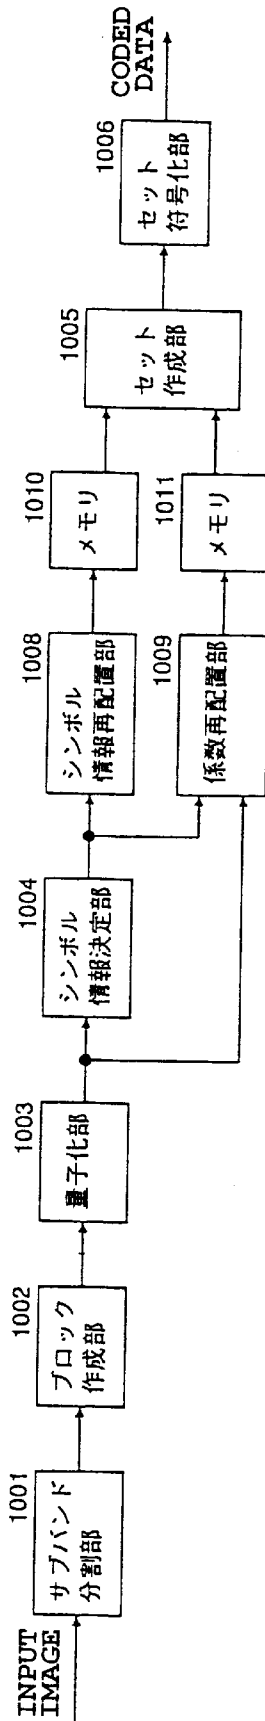 INPUT
IMAGE
1001
サブバンド
分割部
1002
ブロック
作成部
1003
量子化部
1004
シンボル
情報決定部
1008
シンボル
情報再配置部
1009
係数再配置部
1010
メモリ
1011
メモリ
1005
セット
作成部
1006
セット
符号化部
CODED
DATA